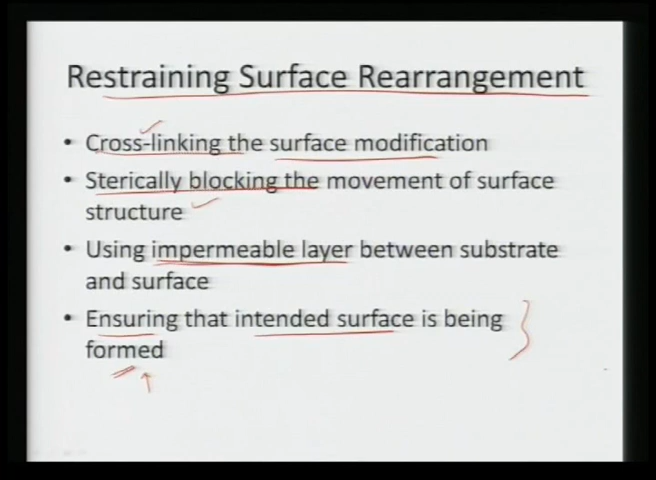 Restraining Surface Rearrangement
• Cross-linking the surface modification
• Sterically blocking the movement of surface
structure
• Using impermeable layer between substrate
and surface
• Ensuring that intended surface is being
formed